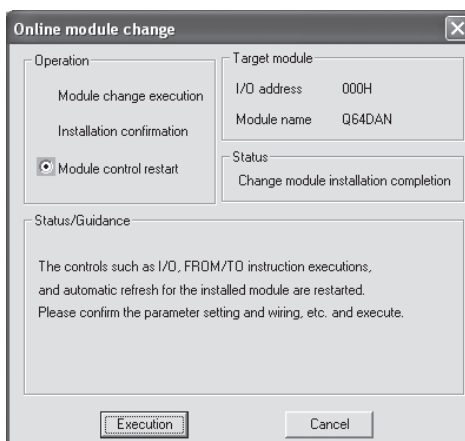 Online module change
Operation
Module change execution
Installation confirmation
Module control restart
Target module
I/O address 000H
Module name Q64DAN
Status
Change module installation completion
Status/Guidance
The controls such as I/O, FROM/TO instruction executions,
and automatic refresh for the installed module are restarted.
Please confirm the parameter setting and wiring, etc. and execute.
Execution
Cancel